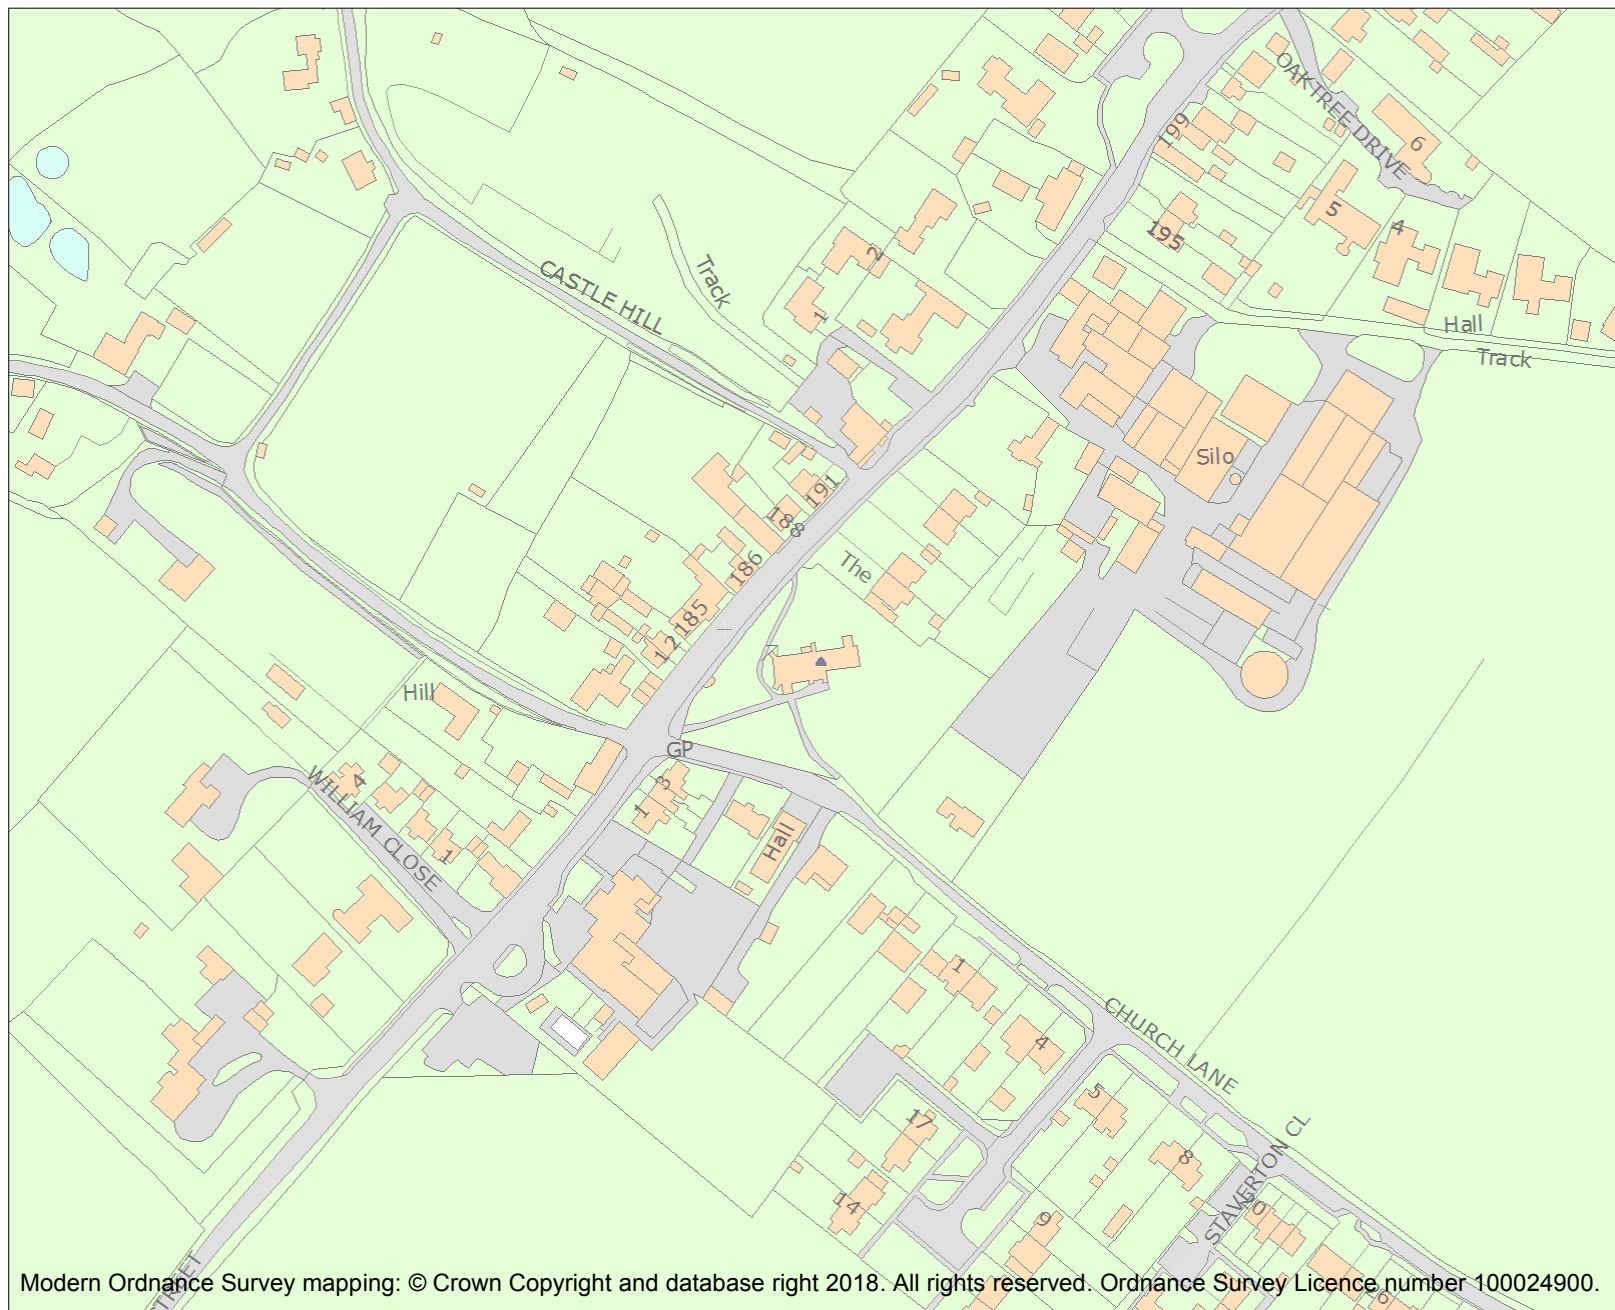 OAKTREE DRIVE
199
6
5
195
4
2
CASTLE HILL
Track
1
Hall
Track
Silo
191
188
The
186
185
1 2
Hill
GP
3
1
4
WILLIAM CLOSE
1
Hall
1
4
CHURCH LANE
5
17
8
STAVERTON CL
14
9
TREET
Modern Ordnance Survey mapping: © Crown Copyright and database right 2018. All rights reserved. Ordnance Survey Licence number 100024900.